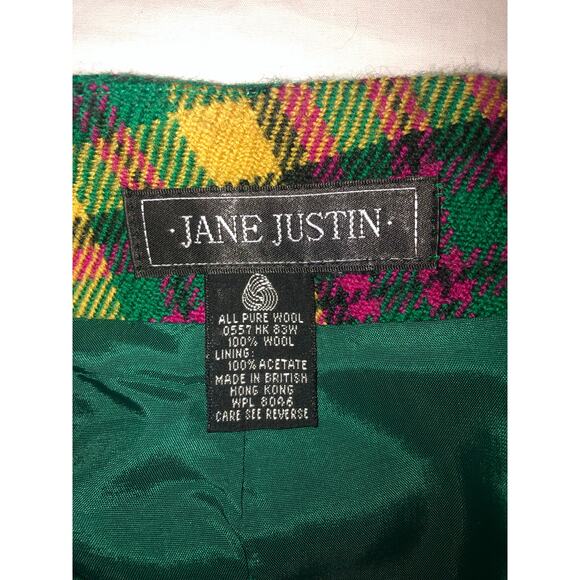 · JANE JUSTIN ·
ALL PURE WOOL
0557 HK 83W
100% WOOL
LINING:
100% ACETATE
MADE IN BRITISH
HONG KONG
WPL 8046
CARE SEE REVERSE